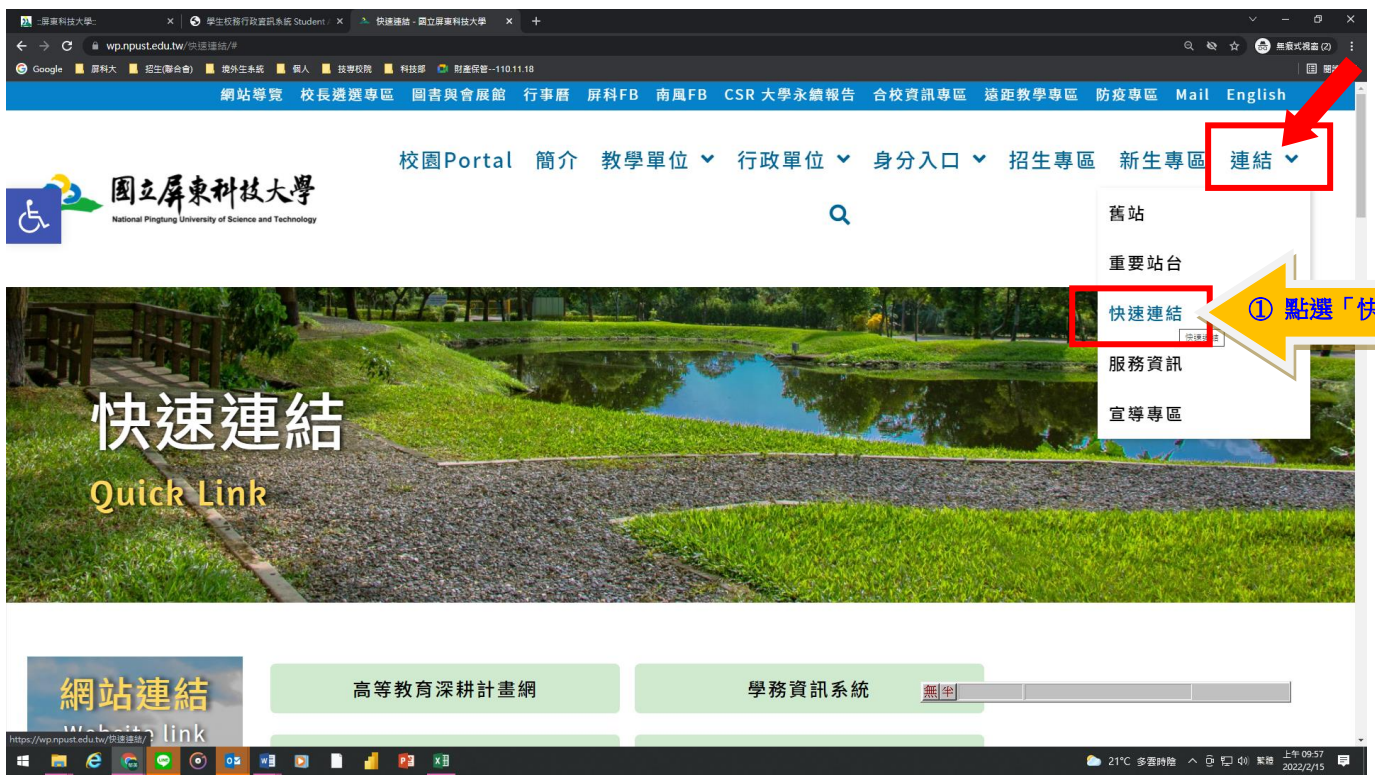 ::屏東科技大學::
學生校務行政資訊系統 Student /
快速連結 - 國立屏東科技大學
wp.npust.edu.tw/快速連結/#
無痕式視窗 (2)
Google 屏科大 招生(聯合會) 境外生系統 個人 技專校院 科技部 財產保管--110.11.18
網站導覽 校長遴選專區 圖書與會展館 行事曆 屏科FB 南風FB CSR 大學永續報告 合校資訊專區 遠距教學專區 防疫專區 Mail English
校園Portal 簡介 教學單位 行政單位 身分入口 招生專區 新生專區 連結
國立屏東科技大學
National Pingtung University of Science and Technology
舊站
重要站台
快速連結
① 點選「快
快速連結
服務資訊
宣導專區
快速連結
Quick Link
網站連結
Website link
高等教育深耕計畫網
學務資訊系統
無 半
https://wp.npust.edu.tw/快速連結/
21°C 多雲時陰
繁體
上午 09:57
2022/2/15